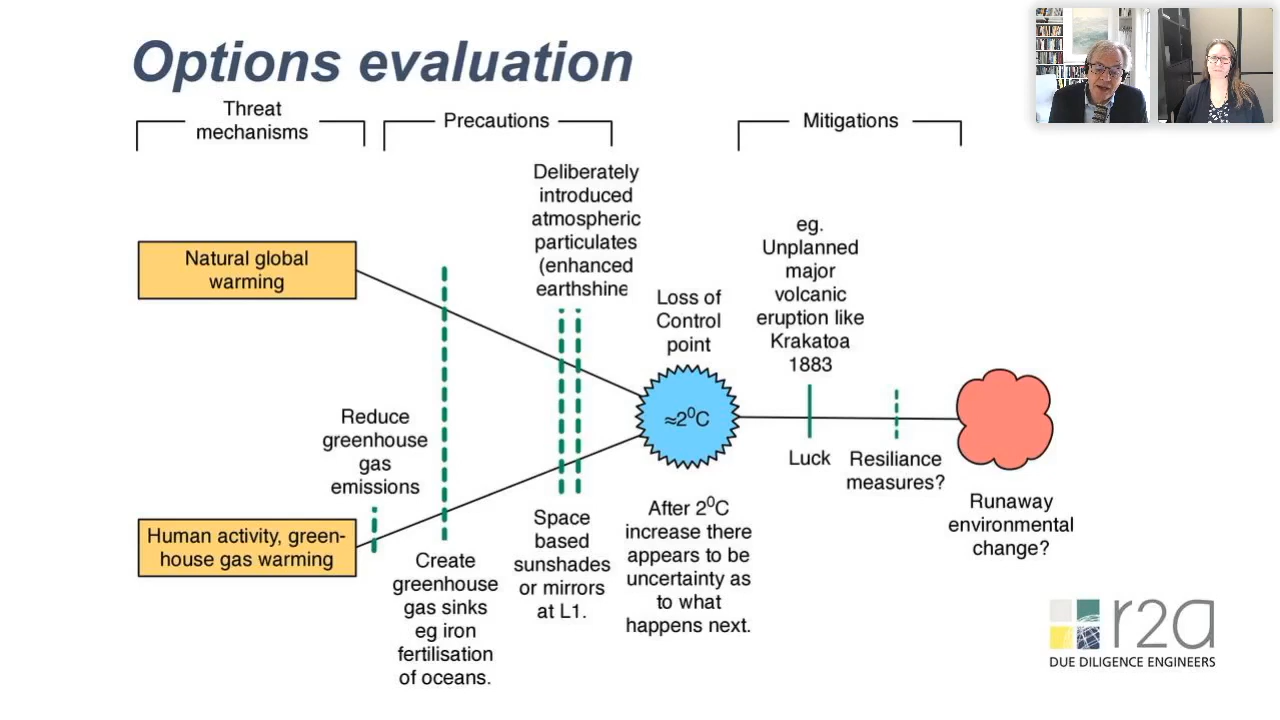 Options evaluation
Threat
mechanisms
Precautions
Mitigations
Natural global
warming
Human activity, green-
house gas warming
Reduce
greenhouse
gas
emissions
Create
greenhouse
gas sinks
eg iron
fertilisation
of oceans.
Deliberately
introduced
atmospheric
particulates
(enhanced
earthshine
Space
based
sunshades
or mirrors
at L1.
Loss of
Control
point
≈2⁰C
After 2⁰C
increase there
appears to be
uncertainty as
to what
happens next.
eg.
Unplanned
major
volcanic
eruption like
Krakatoa
1883
Luck
Resiliance
measures?
Runaway
environmental
change?
r2a
DUE DILIGENCE ENGINEERS